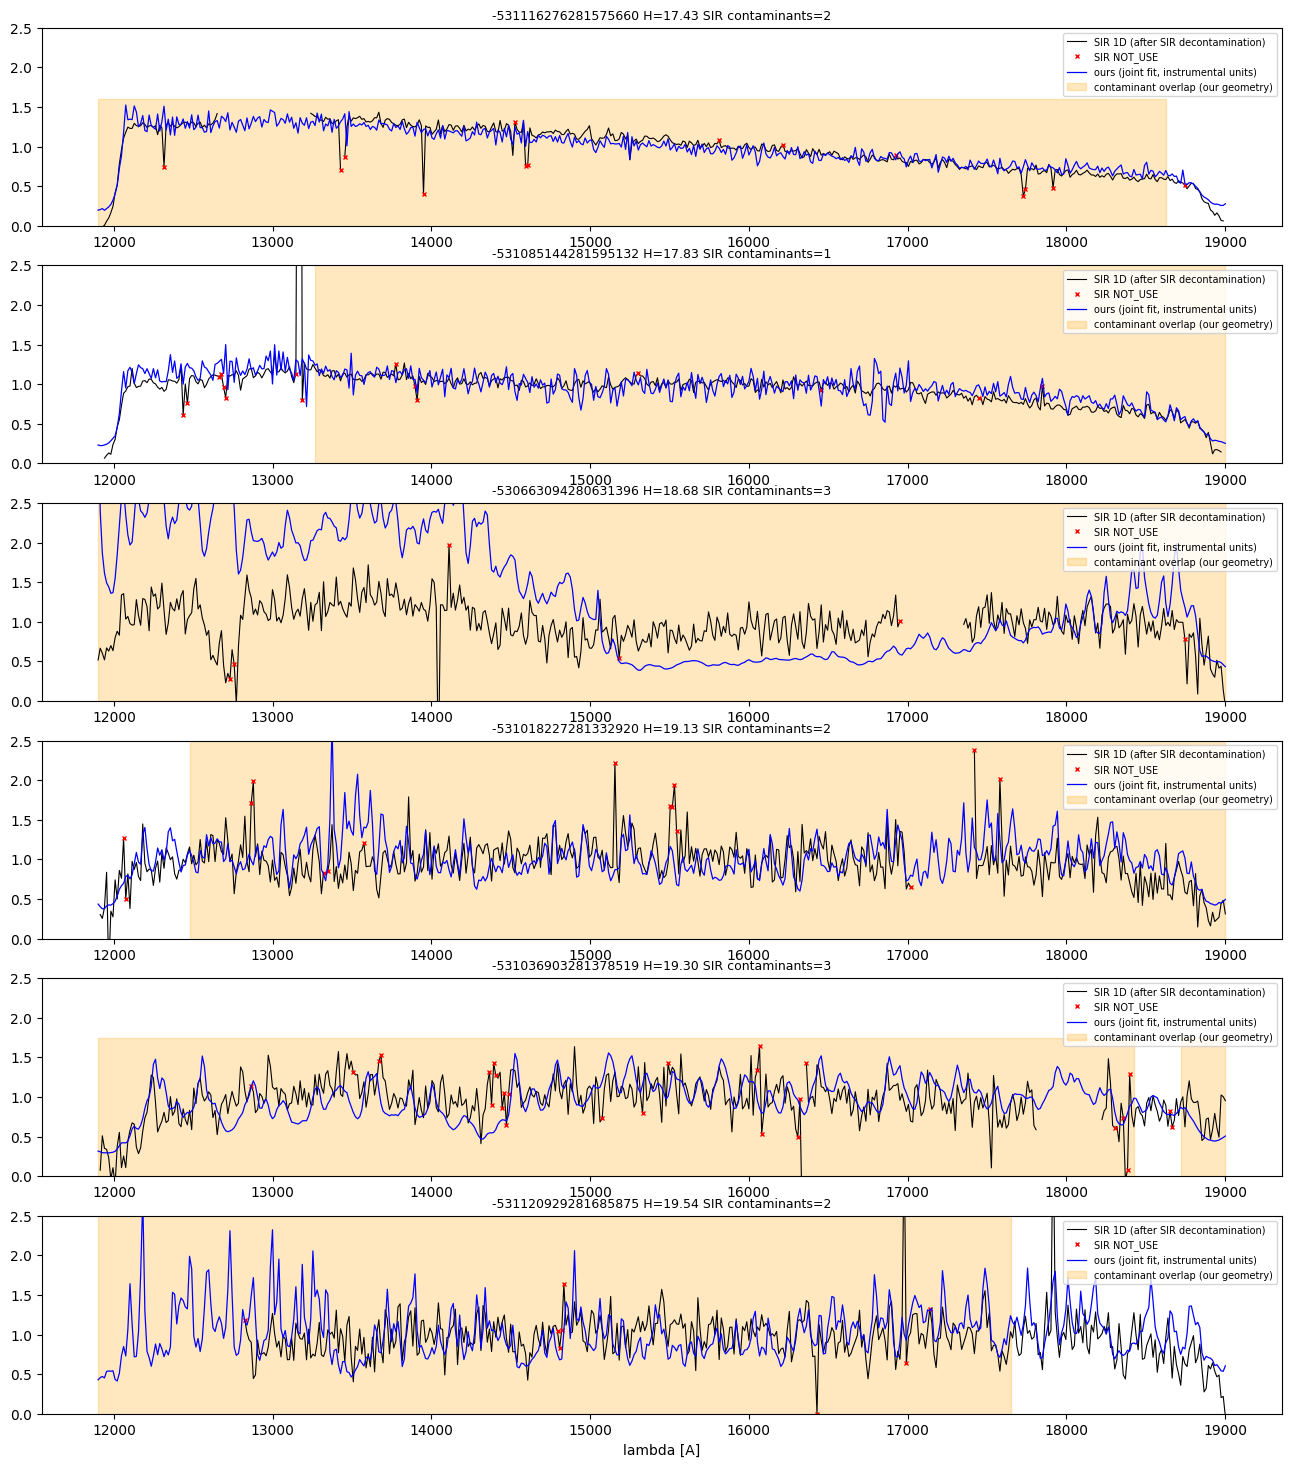 -531116276281575660 H=17.43 SIR contaminants=2
2.5
2.0
1.5
1.0
0.5
0.0
SIR 1D (after SIR decontamination)
SIR NOT_USE
ours (joint fit, instrumental units)
contaminant overlap (our geometry)
12000 13000 14000 15000 16000 17000 18000 19000
-531085144281595132 H=17.83 SIR contaminants=1
2.5
2.0
1.5
1.0
0.5
0.0
SIR 1D (after SIR decontamination)
SIR NOT_USE
ours (joint fit, instrumental units)
contaminant overlap (our geometry)
12000 13000 14000 15000 16000 17000 18000 19000
-530663094280631396 H=18.68 SIR contaminants=3
2.5
2.0
1.5
1.0
0.5
0.0
SIR 1D (after SIR decontamination)
SIR NOT_USE
ours (joint fit, instrumental units)
contaminant overlap (our geometry)
12000 13000 14000 15000 16000 17000 18000 19000
-531018227281332920 H=19.13 SIR contaminants=2
2.5
2.0
1.5
1.0
0.5
0.0
SIR 1D (after SIR decontamination)
SIR NOT_USE
ours (joint fit, instrumental units)
contaminant overlap (our geometry)
12000 13000 14000 15000 16000 17000 18000 19000
-531036903281378519 H=19.30 SIR contaminants=3
2.5
2.0
1.5
1.0
0.5
0.0
SIR 1D (after SIR decontamination)
SIR NOT_USE
ours (joint fit, instrumental units)
contaminant overlap (our geometry)
12000 13000 14000 15000 16000 17000 18000 19000
-531120929281685875 H=19.54 SIR contaminants=2
2.5
2.0
1.5
1.0
0.5
0.0
SIR 1D (after SIR decontamination)
SIR NOT_USE
ours (joint fit, instrumental units)
contaminant overlap (our geometry)
12000 13000 14000 15000 16000 17000 18000 19000
lambda [A]